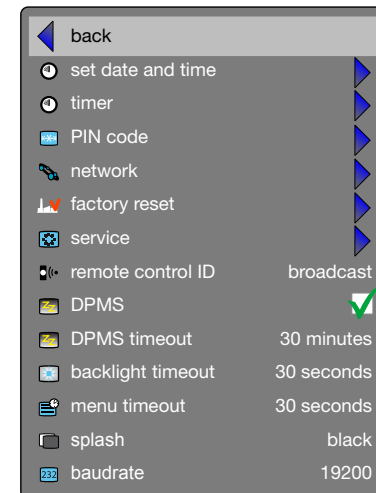 back
set date and time
timer
PIN code
network
factory reset
service
remote control ID broadcast
DPMS
DPMS timeout 30 minutes
backlight timeout 30 seconds
menu timeout 30 seconds
splash black
232 baudrate 19200